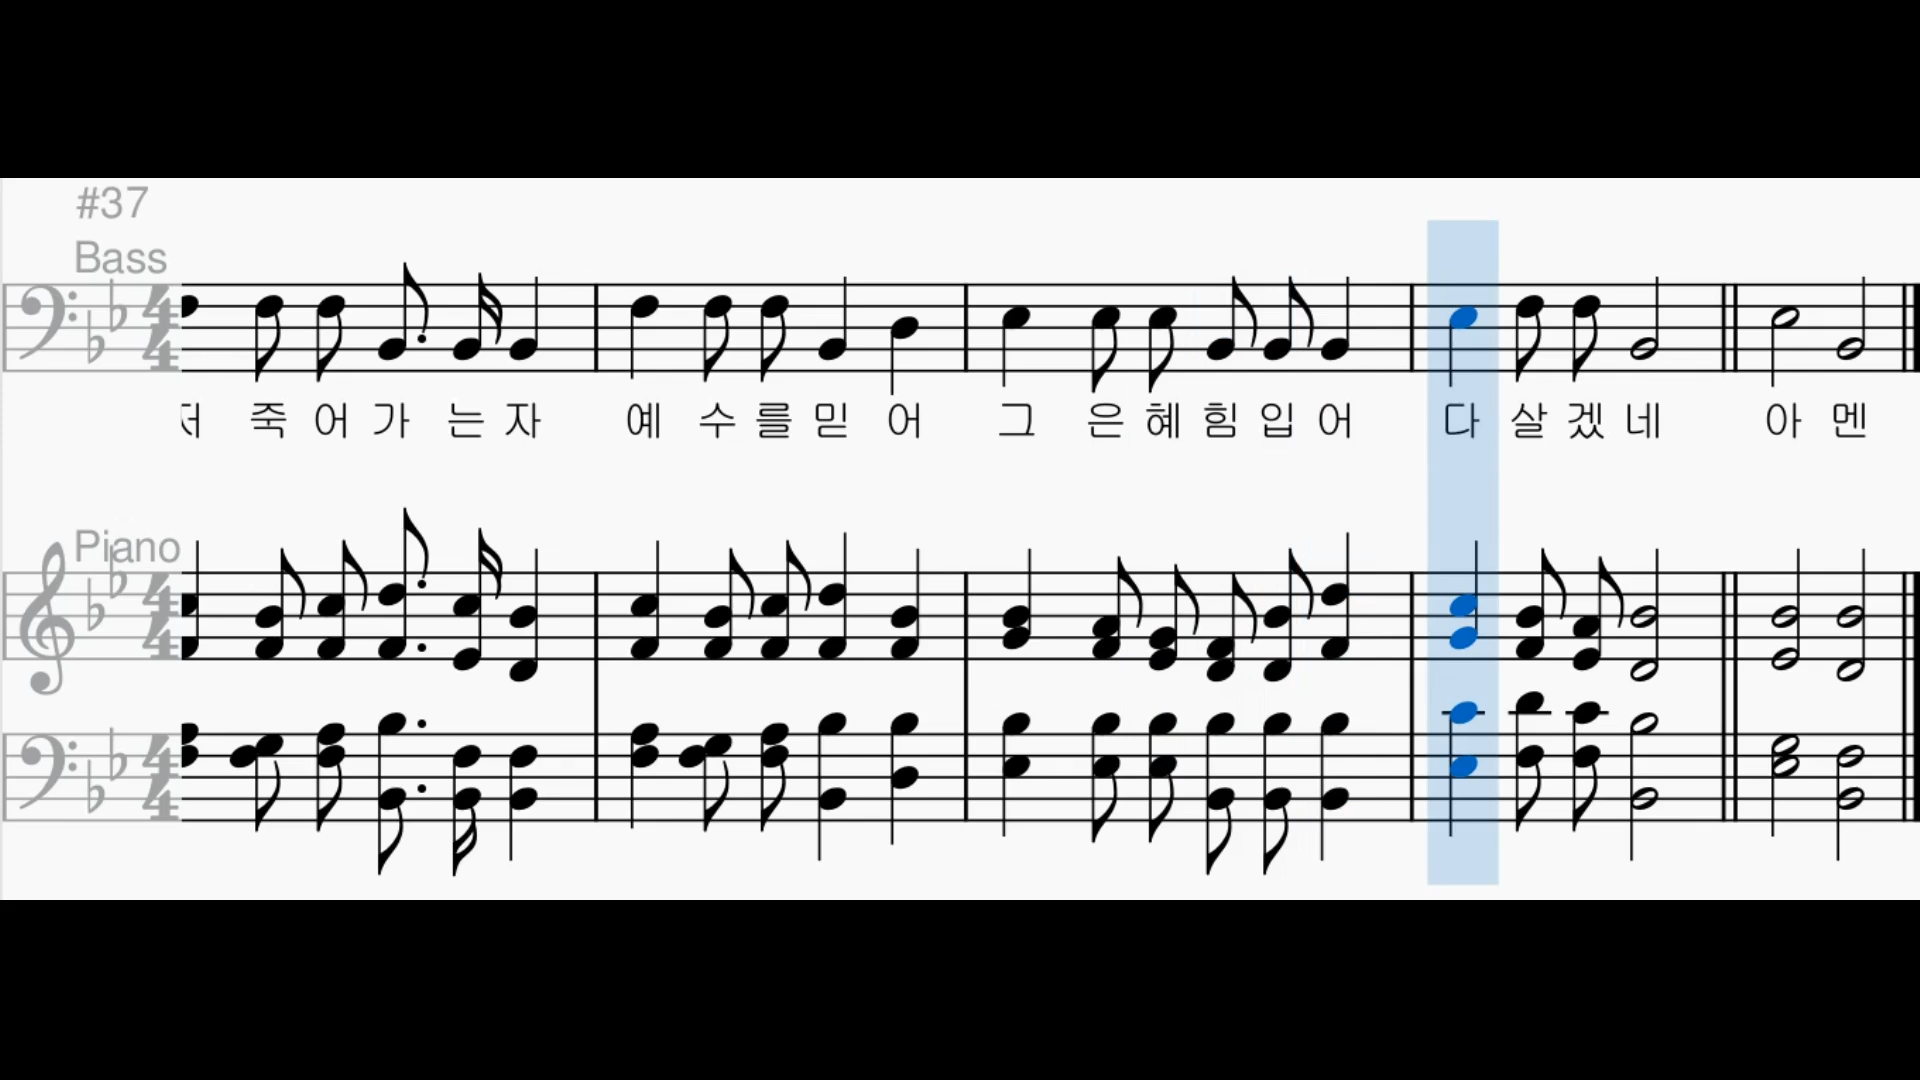 #37
Bass
죽 어 가 는 자 예 수 를 믿 어 그 은 혜 힘 입 어 다 살 겠 네 아 멘
Piano